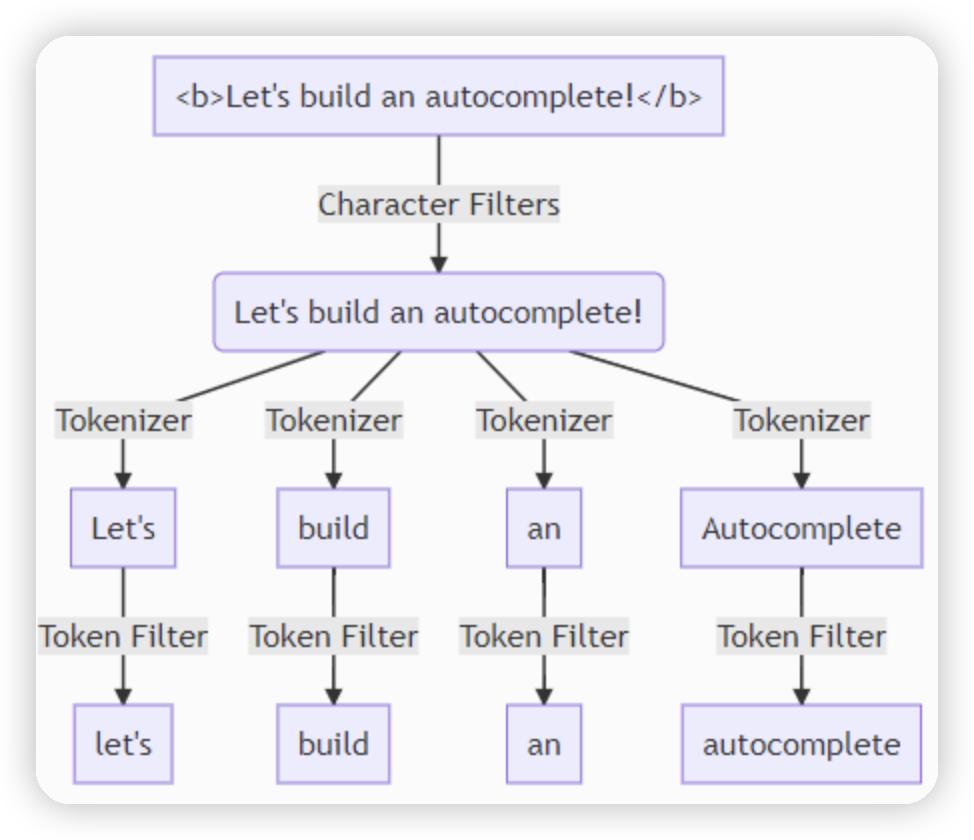 <b>Let's build an autocomplete!</b>
Character Filters
Let's build an autocomplete!
Tokenizer Tokenizer Tokenizer Tokenizer
Let's build an Autocomplete
Token Filter Token Filter Token Filter Token Filter
let's build an autocomplete